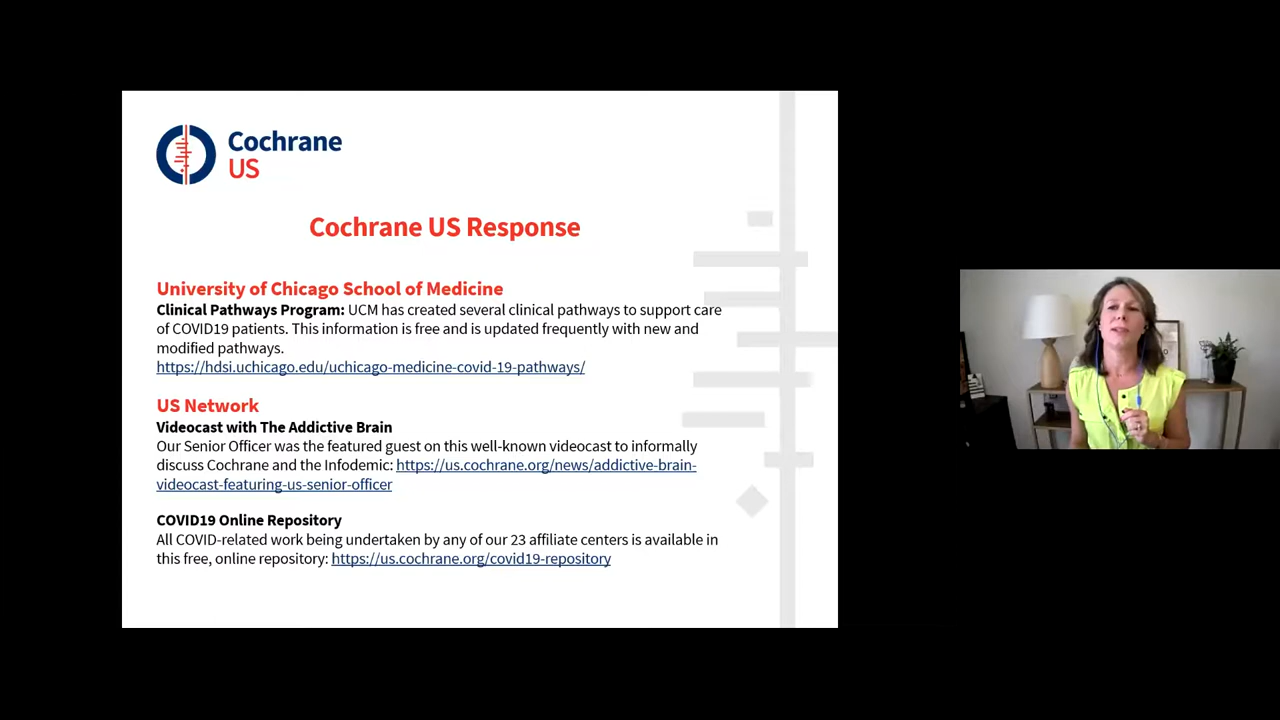 Cochrane
US
Cochrane US Response
University of Chicago School of Medicine
Clinical Pathways Program: UCM has created several clinical pathways to support care
of COVID19 patients. This information is free and is updated frequently with new and
modified pathways.
https://hdsi.uchicago.edu/uchicago-medicine-covid-19-pathways/
US Network
Videocast with The Addictive Brain
Our Senior Officer was the featured guest on this well-known videocast to informally
discuss Cochrane and the Infodemic: https://us.cochrane.org/news/addictive-brain-
videocast-featuring-us-senior-officer
COVID19 Online Repository
All COVID-related work being undertaken by any of our 23 affiliate centers is available in
this free, online repository: https://us.cochrane.org/covid19-repository